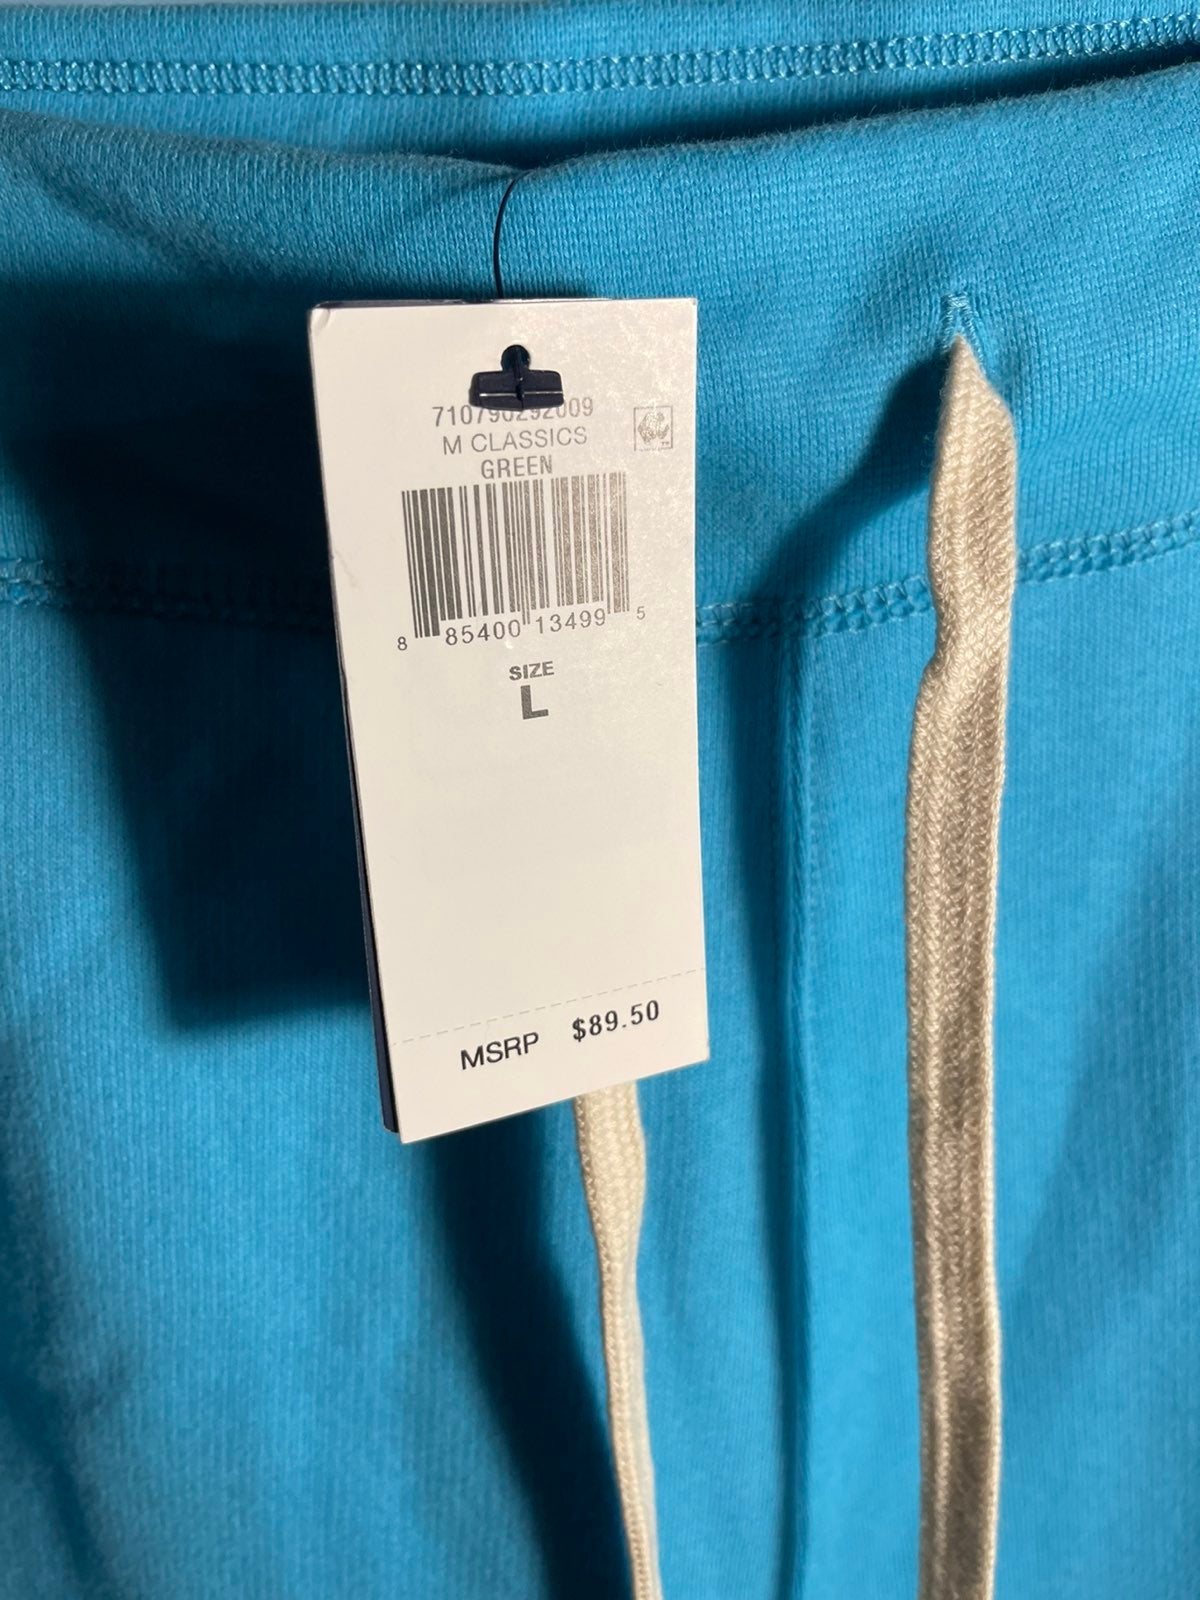 710790292009
M CLASSICS
GREEN
8 85400 13499 5
SIZE
L
MSRP $89.50